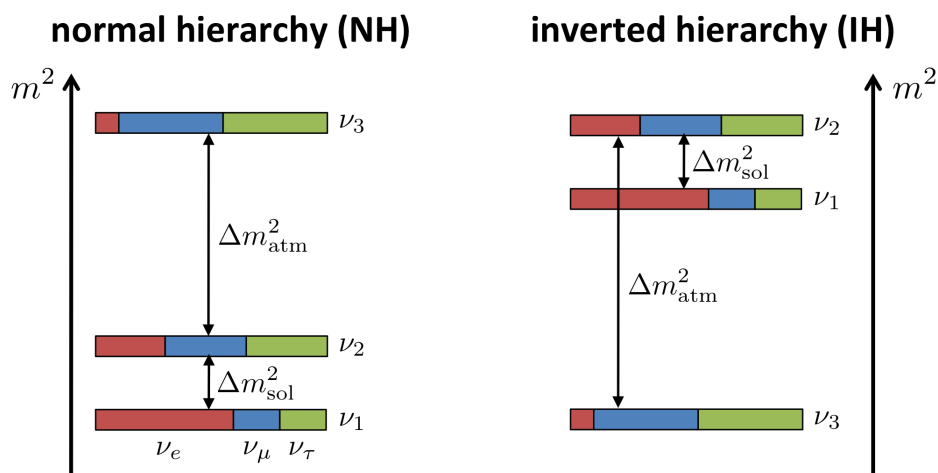 normal hierarchy (NH)
m²
ν₃
Δm²atm
ν₂
Δm²sol
ν₁
νₑ νμ ντ
inverted hierarchy (IH)
m²
ν₂
Δm²sol
ν₁
Δm²atm
ν₃